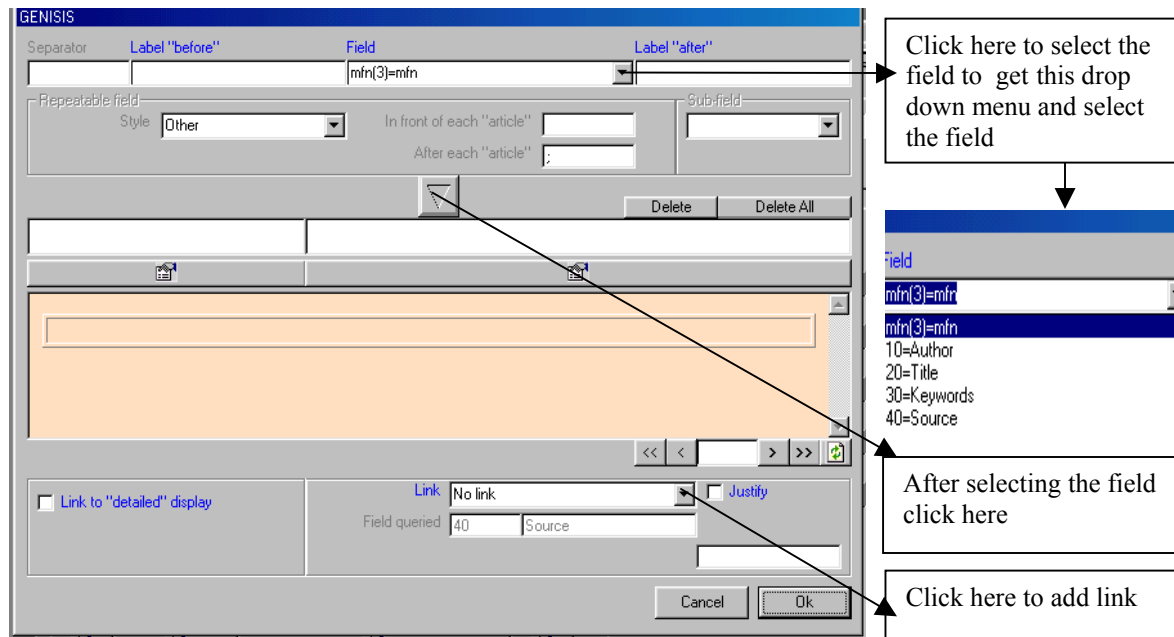 GENISIS
Separator Label "before" Field Label "after"
mfn(3)=mfn
Repeatable field
Style Other In front of each "article"
After each "article" ;
Sub-field
Delete Delete All
<< < > >>
Link to "detailed" display
Link No link Justify
Field queried 40 Source
Cancel Ok
Click here to select the
field to get this drop
down menu and select
the field
Field
mfn(3)=mfn
mfn(3)=mfn
10=Author
20=Title
30=Keywords
40=Source
After selecting the field
click here
Click here to add link